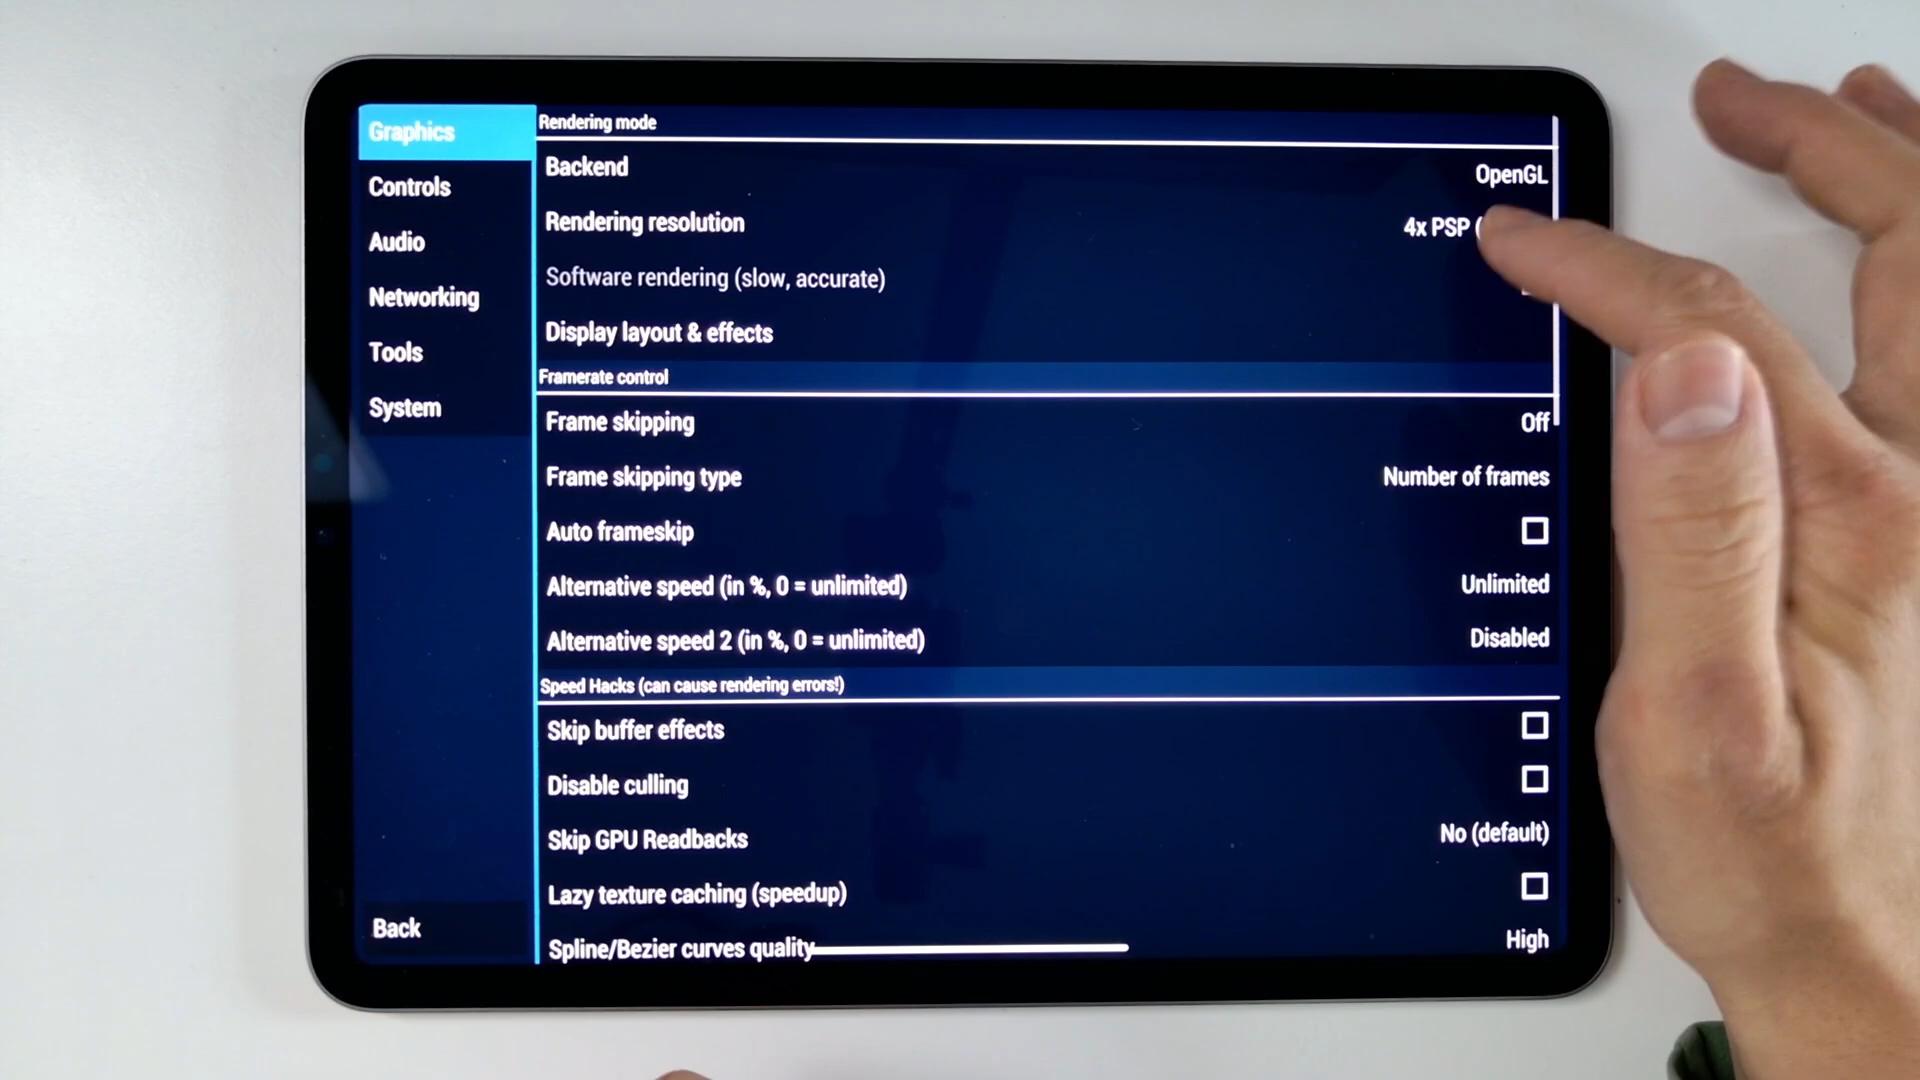 Graphics
Controls
Audio
Networking
Tools
System
Back
Rendering mode
Backend OpenGL
Rendering resolution 4x PSP (
Software rendering (slow, accurate)
Display layout & effects
Framerate control
Frame skipping Off
Frame skipping type Number of frames
Auto frameskip
Alternative speed (in %, 0 = unlimited) Unlimited
Alternative speed 2 (in %, 0 = unlimited) Disabled
Speed Hacks (can cause rendering errors!)
Skip buffer effects
Disable culling
Skip GPU Readbacks No (default)
Lazy texture caching (speedup)
Spline/Bezier curves quality High